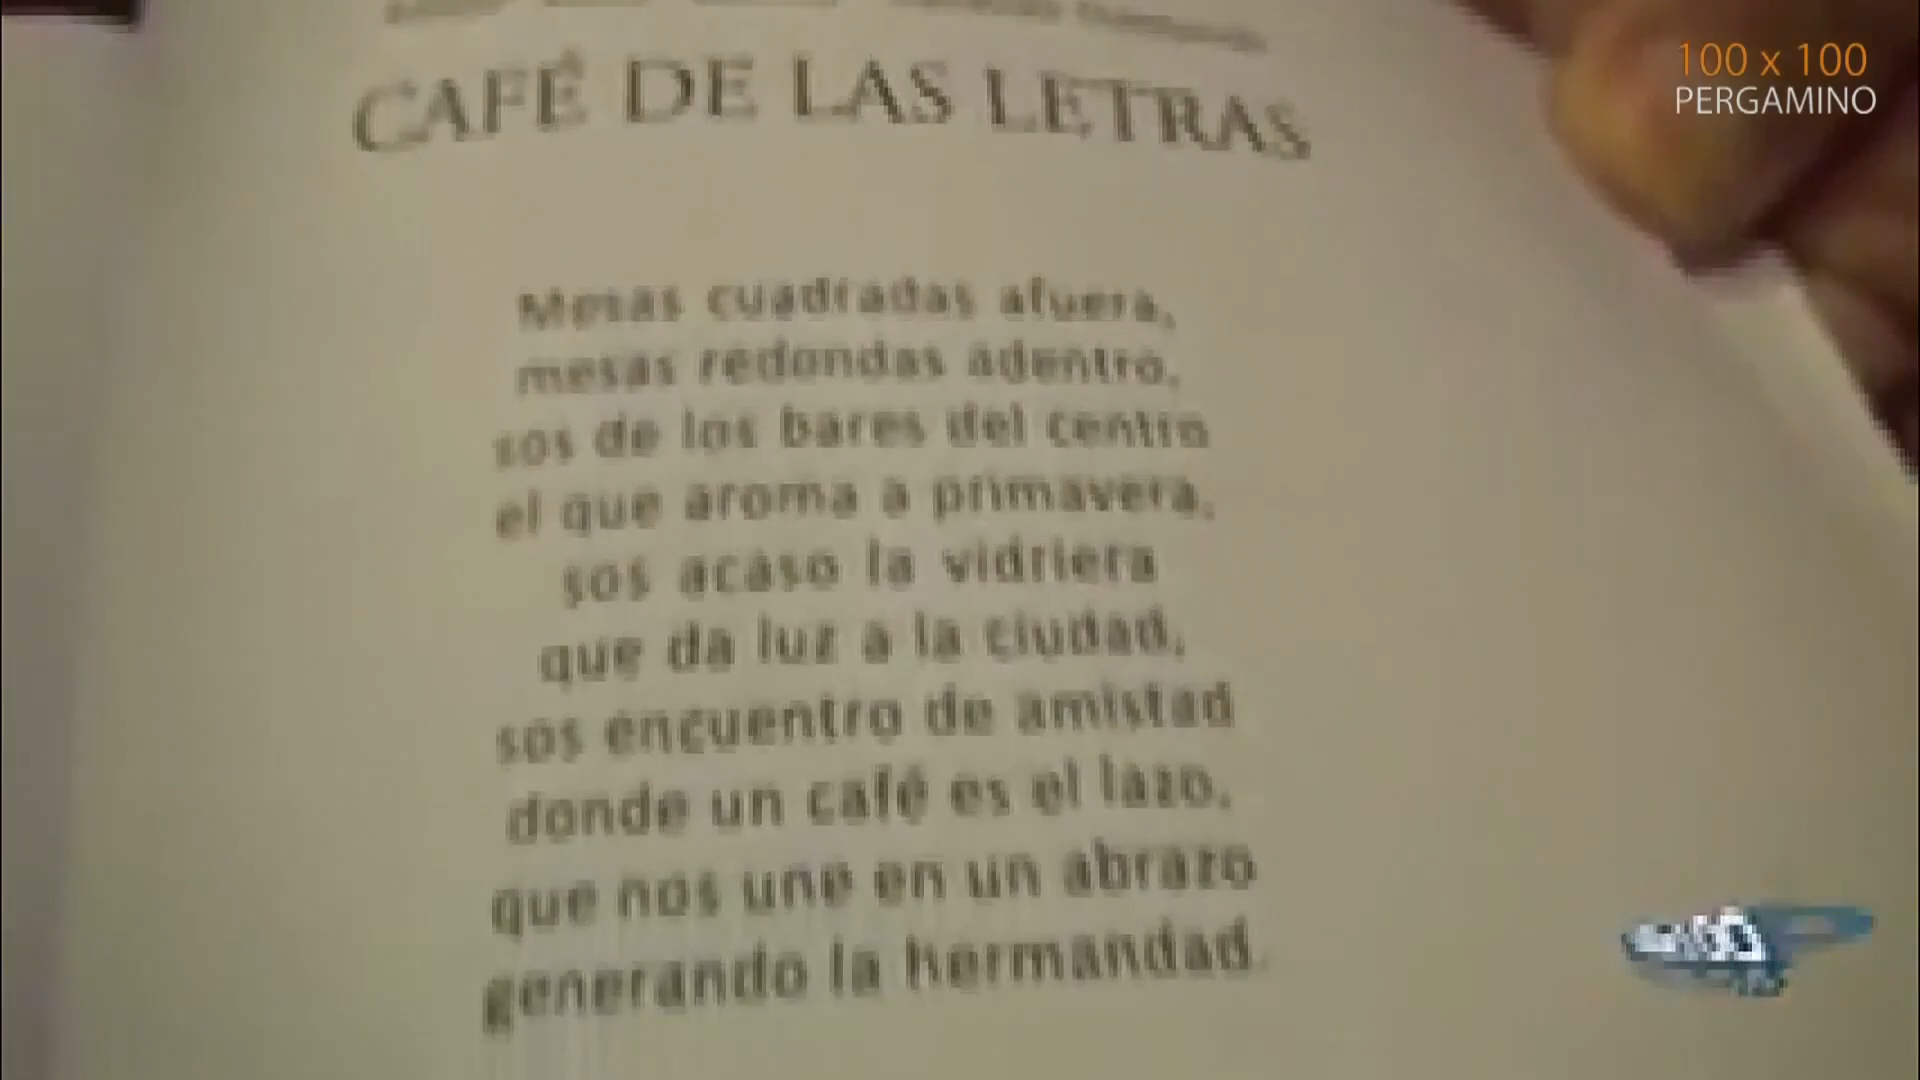 CAFÉ DE LAS LETRAS
100 x 100
PERGAMINO
Mesas cuadradas afuera,
mesas redondas adentro,
sos de los bares del centro
el que aroma a primavera,
sos acaso la vidriera
que da luz a la ciudad,
sos encuentro de amistad
donde un café es el lazo,
que nos une en un abrazo
generando la hermandad.